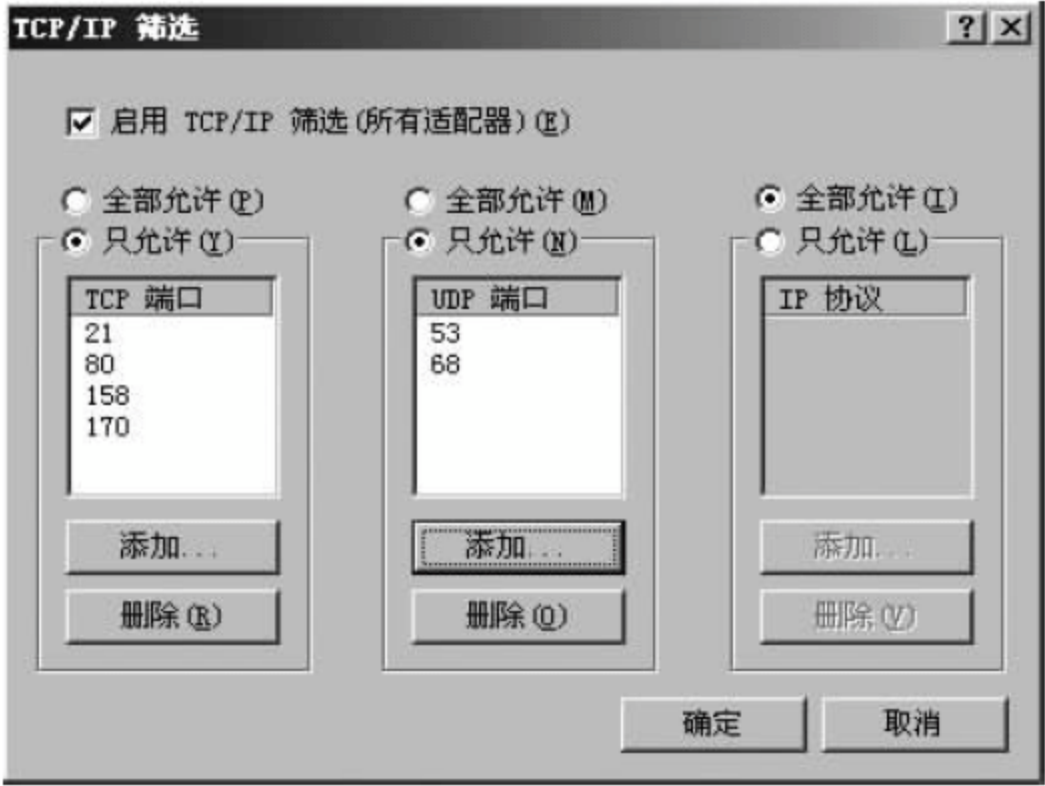 TCP/IP 筛选
启用 TCP/IP 筛选(所有适配器)(E)
全部允许(P)
只允许(Y)
TCP 端口
21
80
158
170
添加...
删除(R)
全部允许(M)
只允许(N)
UDP 端口
53
68
添加...
删除(O)
全部允许(I)
只允许(L)
IP 协议
添加...
删除(V)
确定
取消